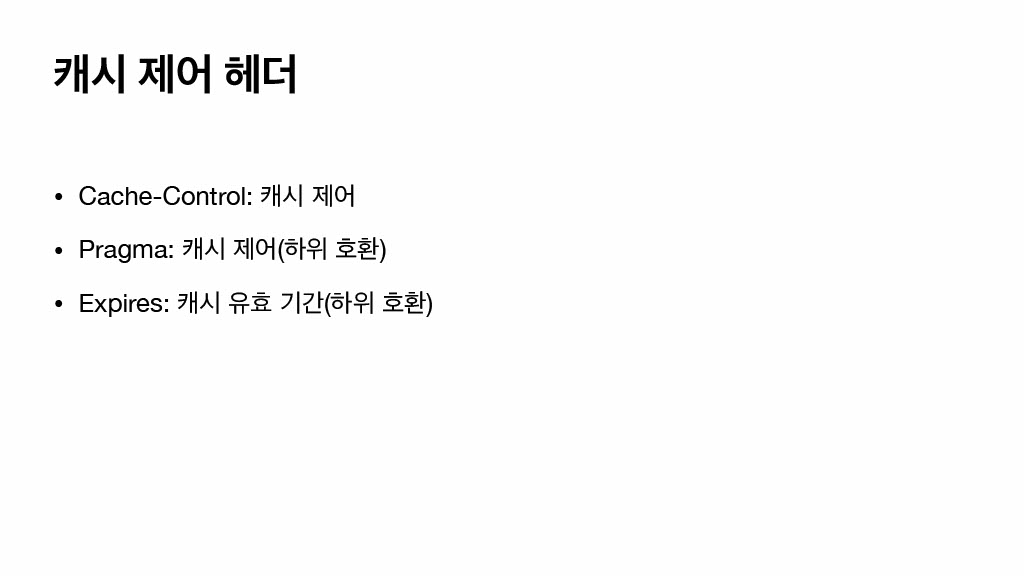 캐시 제어 헤더
• Cache-Control: 캐시 제어
• Pragma: 캐시 제어(하위 호환)
• Expires: 캐시 유효 기간(하위 호환)